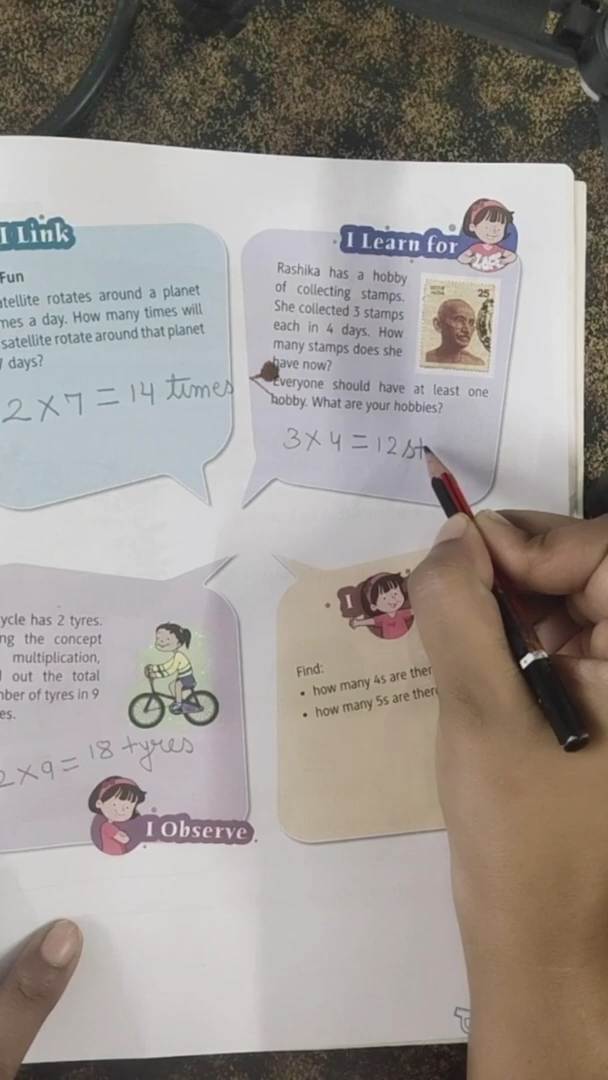 I Link
Fun
atellite rotates around a planet
mes a day. How many times will
satellite rotate around that planet
7 days?
2 × 7 = 14 times
I Learn for
Rashika has a hobby
of collecting stamps.
She collected 3 stamps
each in 4 days. How
many stamps does she
have now?
Everyone should have at least one
hobby. What are your hobbies?
25
3 × 4 = 12 st
ycle has 2 tyres.
ng the concept
multiplication,
out the total
ber of tyres in 9
es.
2 × 9 = 18 tyres
I Observe
I
Find:
• how many 4s are ther
• how many 5s are there